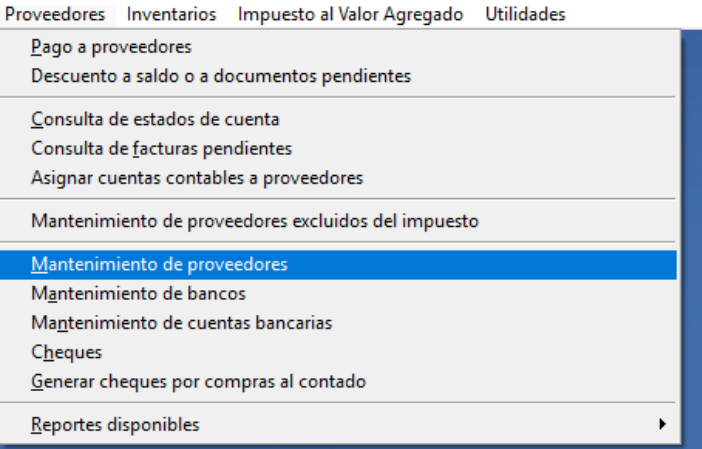 Proveedores Inventarios Impuesto al Valor Agregado Utilidades
Pago a proveedores
Descuento a saldo o a documentos pendientes
Consulta de estados de cuenta
Consulta de facturas pendientes
Asignar cuentas contables a proveedores
Mantenimiento de proveedores excluidos del impuesto
Mantenimiento de proveedores
Mantenimiento de bancos
Mantenimiento de cuentas bancarias
Cheques
Generar cheques por compras al contado
Reportes disponibles